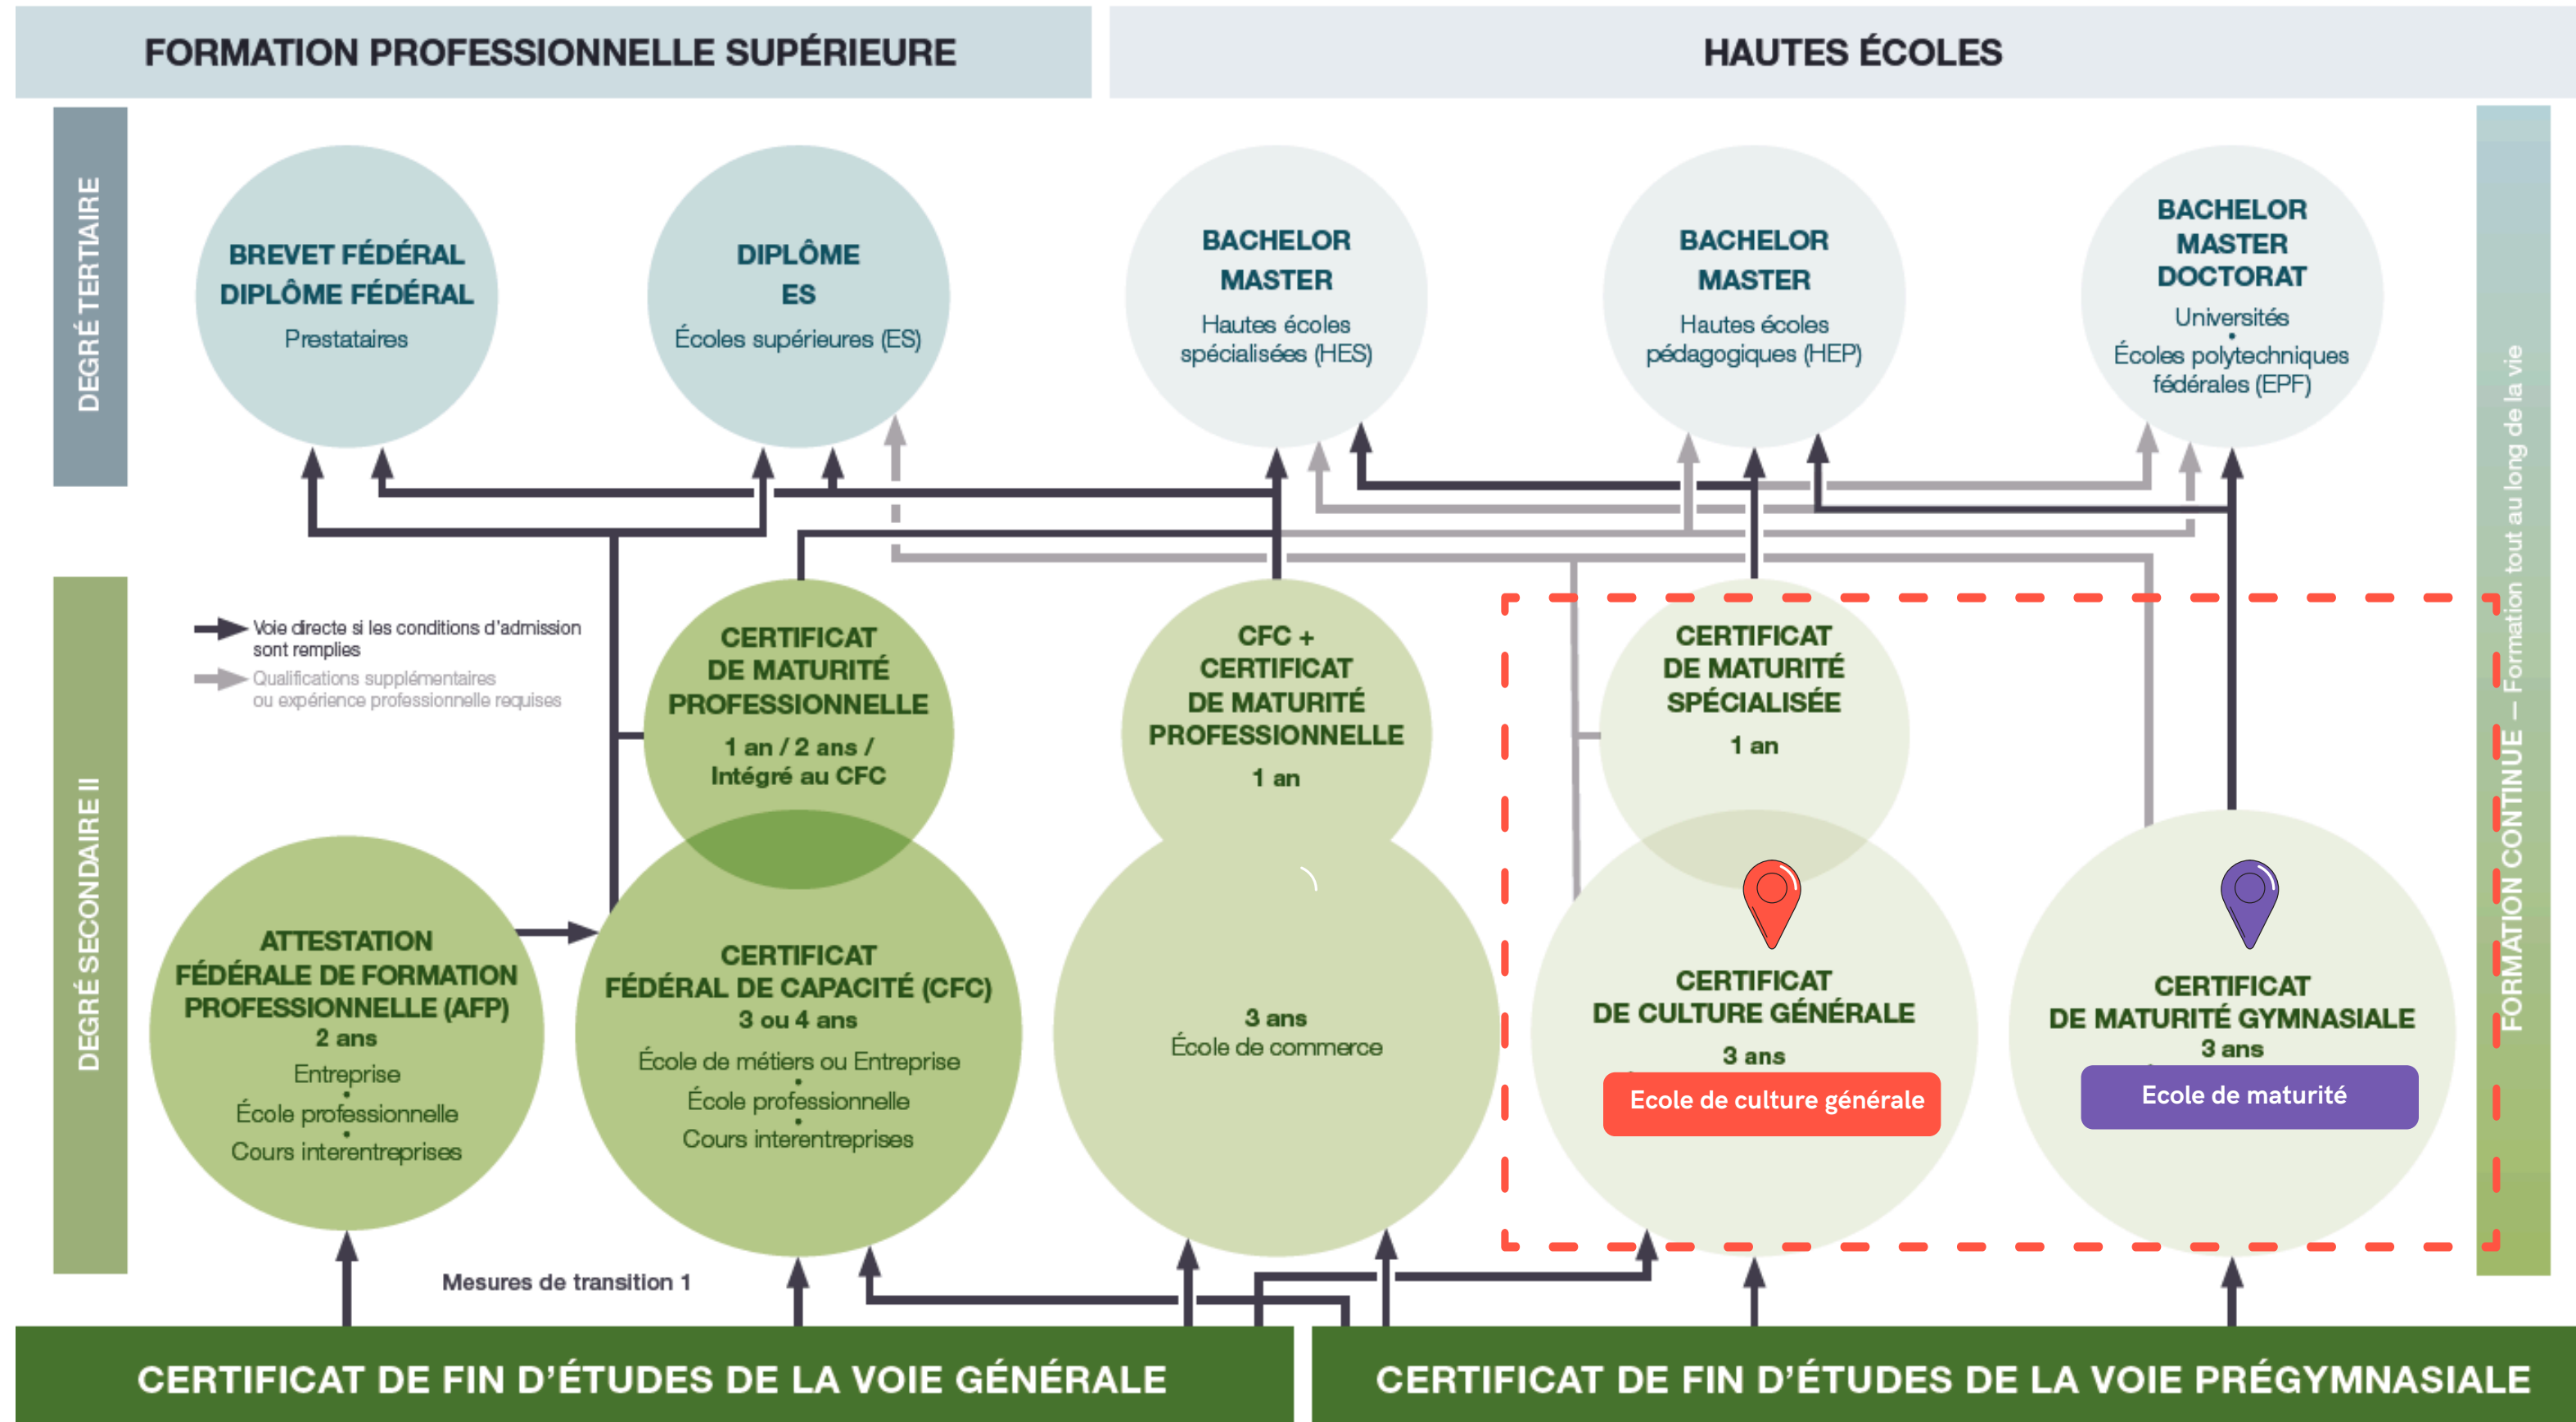 FORMATION PROFESSIONNELLE SUPÉRIEURE
HAUTES ÉCOLES
DEGRÉ TERTIAIRE
BREVET FÉDÉRAL
DIPLÔME FÉDÉRAL
Prestataires
DIPLÔME
ES
Écoles supérieures (ES)
BACHELOR
MASTER
Hautes écoles
spécialisées (HES)
BACHELOR
MASTER
Hautes écoles
pédagogiques (HEP)
BACHELOR
MASTER
DOCTORAT
Universités
•
Écoles polytechniques
fédérales (EPF)
FORMATION CONTINUE – Formation tout au long de la vie
DEGRÉ SECONDAIRE II
Voie directe si les conditions d'admission
sont remplies
Qualifications supplémentaires
ou expérience professionnelle requises
CERTIFICAT
DE MATURITÉ
PROFESSIONNELLE
1 an / 2 ans /
Intégré au CFC
CFC +
CERTIFICAT
DE MATURITÉ
PROFESSIONNELLE
1 an
CERTIFICAT
DE MATURITÉ
SPÉCIALISÉE
1 an
ATTESTATION
FÉDÉRALE DE FORMATION
PROFESSIONNELLE (AFP)
2 ans
Entreprise
•
École professionnelle
•
Cours interentreprises
CERTIFICAT
FÉDÉRAL DE CAPACITÉ (CFC)
3 ou 4 ans
École de métiers ou Entreprise
•
École professionnelle
•
Cours interentreprises
3 ans
École de commerce
CERTIFICAT
DE CULTURE GÉNÉRALE
3 ans
Ecole de culture générale
CERTIFICAT
DE MATURITÉ GYMNASIALE
3 ans
Ecole de maturité
Mesures de transition 1
CERTIFICAT DE FIN D'ÉTUDES DE LA VOIE GÉNÉRALE
CERTIFICAT DE FIN D'ÉTUDES DE LA VOIE PRÉGYMNASIALE